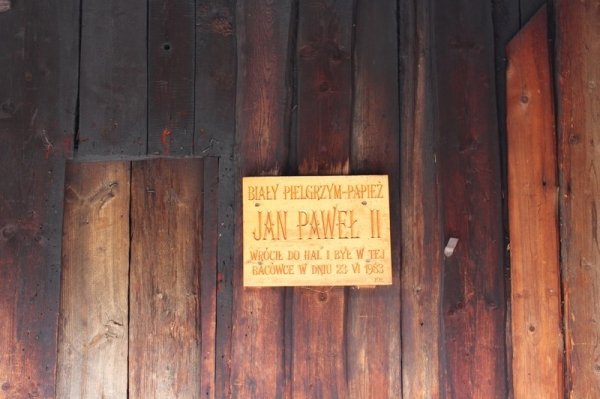 BIAŁY PIELGRZYM-PAPIEŻ
JAN PAWEŁ II
WRÓCIŁ DO HAL I BYŁ W TEJ
BACÓWCE W DNIU 23 VI 1983